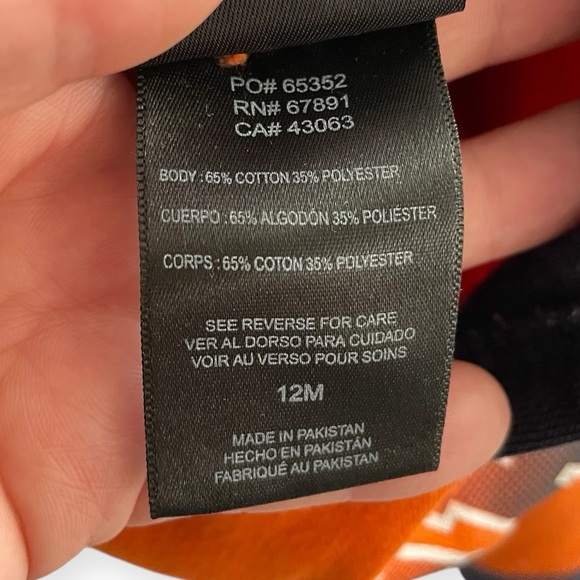 PO# 65352
RN# 67891
CA# 43063
BODY : 65% COTTON 35% POLYESTER
CUERPO : 65% ALGODÓN 35% POLIÉSTER
CORPS : 65% COTON 35% POLYESTER
SEE REVERSE FOR CARE
VER AL DORSO PARA CUIDADO
VOIR AU VERSO POUR SOINS
12M
MADE IN PAKISTAN
HECHO EN PAKISTÁN
FABRIQUÉ AU PAKISTAN